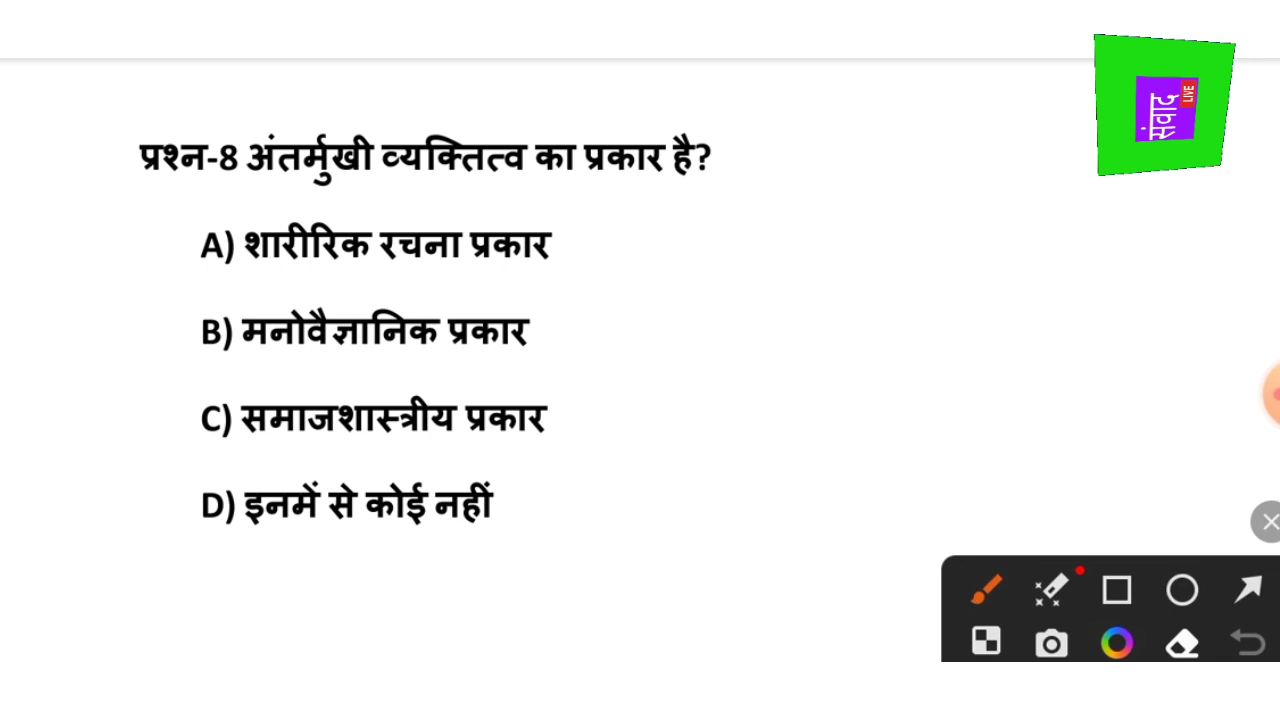 संवाद
LIVE
प्रश्न-8 अंतर्मुखी व्यक्तित्व का प्रकार है?
A) शारीरिक रचना प्रकार
B) मनोवैज्ञानिक प्रकार
C) समाजशास्त्रीय प्रकार
D) इनमें से कोई नहीं